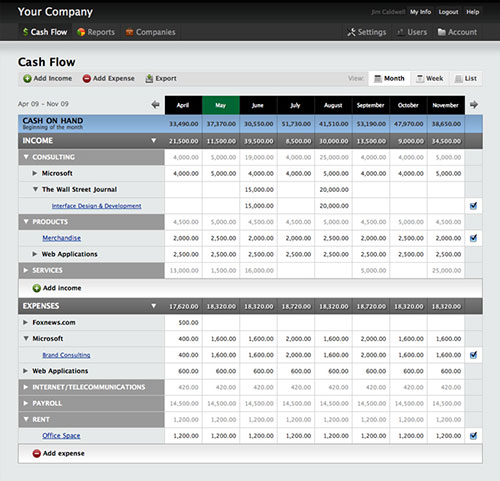 Your Company
Jim Caldwell My Info Logout Help
Cash Flow Reports Companies Settings Users Account
Cash Flow
Add Income Add Expense Export View: Month Week List
Apr 09 - Nov 09 April May June July August September October November
CASH ON HAND 33,490.00 37,370.00 30,550.00 51,730.00 41,510.00 53,190.00 47,970.00 38,650.00
Beginning of the month
INCOME 21,500.00 11,500.00 39,500.00 8,500.00 30,000.00 13,500.00 9,000.00 34,500.00
CONSULTING 4,000.00 5,000.00 19,000.00 4,000.00 25,000.00 4,000.00 4,000.00 5,000.00
Microsoft 4,000.00 5,000.00 4,000.00 4,000.00 5,000.00 4,000.00 4,000.00 5,000.00
The Wall Street Journal 15,000.00 20,000.00
Interface Design & Development 15,000.00 20,000.00
PRODUCTS 4,500.00 5,000.00 4,500.00 4,500.00 5,000.00 4,500.00 5,000.00 4,500.00
Merchandise 2,000.00 2,500.00 2,000.00 2,000.00 2,500.00 2,000.00 2,500.00 2,000.00
Web Applications 2,500.00 2,500.00 2,500.00 2,500.00 2,500.00 2,500.00 2,500.00 2,500.00
SERVICES 13,000.00 1,500.00 16,000.00 5,000.00 25,000.00
Add income
EXPENSES 17,620.00 18,320.00 18,320.00 18,720.00 18,320.00 18,720.00 18,320.00 18,320.00
Foxnews.com 500.00
Microsoft 400.00 1,600.00 1,600.00 2,000.00 1,600.00 2,000.00 1,600.00 1,600.00
Brand Consulting 400.00 1,600.00 1,600.00 2,000.00 1,600.00 2,000.00 1,600.00 1,600.00
Web Applications 600.00 600.00 600.00 600.00 600.00 600.00 600.00 600.00
INTERNET/TELECOMMUNICATIONS 420.00 420.00 420.00 420.00 420.00 420.00 420.00 420.00
PAYROLL 14,500.00 14,500.00 14,500.00 14,500.00 14,500.00 14,500.00 14,500.00 14,500.00
RENT 1,200.00 1,200.00 1,200.00 1,200.00 1,200.00 1,200.00 1,200.00 1,200.00
Office Space 1,200.00 1,200.00 1,200.00 1,200.00 1,200.00 1,200.00 1,200.00 1,200.00
Add expense